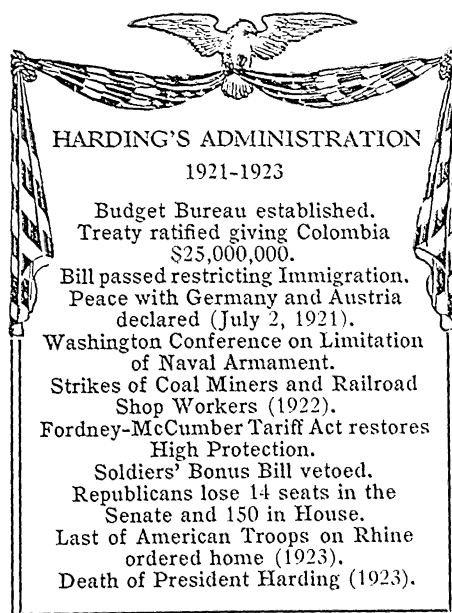 HARDING'S ADMINISTRATION
1921-1923
Budget Bureau established.
Treaty ratified giving Colombia
$25,000,000.
Bill passed restricting Immigration.
Peace with Germany and Austria
declared (July 2, 1921).
Washington Conference on Limitation
of Naval Armament.
Strikes of Coal Miners and Railroad
Shop Workers (1922).
Fordney-McCumber Tariff Act restores
High Protection.
Soldiers' Bonus Bill vetoed.
Republicans lose 14 seats in the
Senate and 150 in House.
Last of American Troops on Rhine
ordered home (1923).
Death of President Harding (1923).